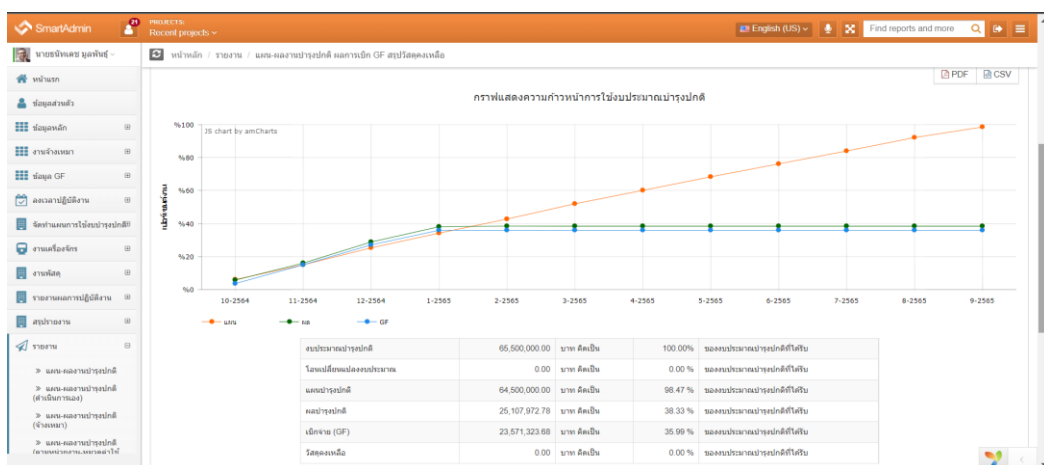 SmartAdmin
21
PROJECTS:
Recent projects
English (US)
Find reports and more
นายธนัทเดช มูลพันธุ์
หน้าหลัก / รายงาน / แผน-ผลงานบำรุงปกติ ผลการเบิก GF สรุปวัสดุคงเหลือ
PDF
CSV
หน้าแรก
ข้อมูลส่วนตัว
ข้อมูลหลัก
งานจ้างเหมา
ข้อมูล GF
ลงเวลาปฏิบัติงาน
จัดทำแผนการใช้งบบำรุงปกติ
งานเครื่องจักร
งานพัสดุ
รายงานผลการปฏิบัติงาน
สรุปรายงาน
รายงาน
» แผน-ผลงานบำรุงปกติ
» แผน-ผลงานบำรุงปกติ
(ดำเนินการเอง)
» แผน-ผลงานบำรุงปกติ
(จ้างเหมา)
» แผน-ผลงานบำรุงปกติ
กราฟแสดงความก้าวหน้าการใช้งบประมาณบำรุงปกติ
JS chart by amCharts
%100
%80
%60
%40
%20
%0
10-2564 11-2564 12-2564 1-2565 2-2565 3-2565 4-2565 5-2565 6-2565 7-2565 8-2565 9-2565
แผน ผล GF
งบประมาณบำรุงปกติ 65,500,000.00 บาท คิดเป็น 100.00% ของงบประมาณบำรุงปกติที่ได้รับ
โอนเปลี่ยนแปลงงบประมาณ 0.00 บาท คิดเป็น 0.00 % ของงบประมาณบำรุงปกติที่ได้รับ
แผนบำรุงปกติ 64,500,000.00 บาท คิดเป็น 98.47 % ของงบประมาณบำรุงปกติที่ได้รับ
ผลบำรุงปกติ 25,107,972.78 บาท คิดเป็น 38.33 % ของงบประมาณบำรุงปกติที่ได้รับ
เบิกจ่าย (GF) 23,571,323.68 บาท คิดเป็น 35.99 % ของงบประมาณบำรุงปกติที่ได้รับ
วัสดุคงเหลือ 0.00 บาท คิดเป็น 0.00 % ของงบประมาณบำรุงปกติที่ได้รับ